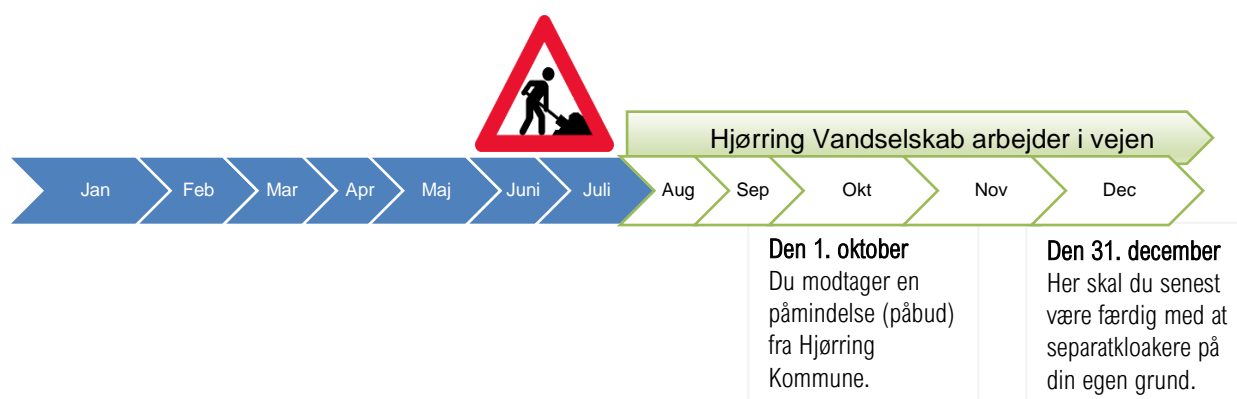 Hjørring Vandselskab arbejder i vejen
Jan Feb Mar Apr Maj Juni Juli Aug Sep Okt Nov Dec
Den 1. oktober
Du modtager en
påmindelse (påbud)
fra Hjørring
Kommune.
Den 31. december
Her skal du senest
være færdig med at
separatkloakere på
din egen grund.